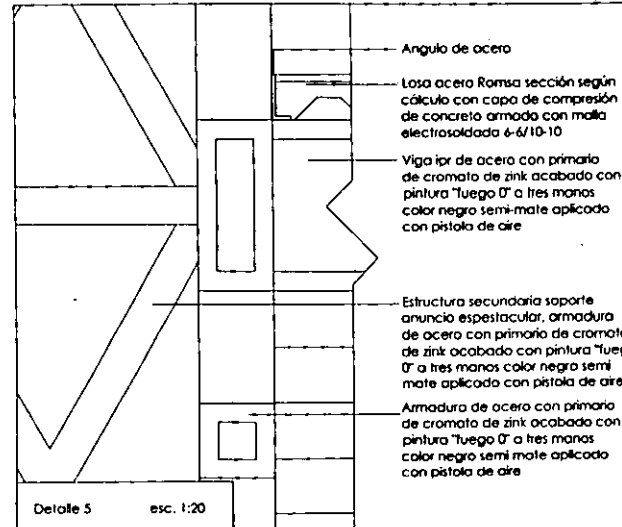 Angulo de acero
Losa acero Romsa sección según
cálculo con capa de compresión
de concreto armado con malla
electrosoldada 6-6/10-10
Viga ipr de acero con primario
de cromato de zink acabado con
pintura "fuego 0" a tres manos
color negro semi-mate aplicado
con pistola de aire
Estructura secundaria soporte
anuncio espestacular, armadura
de acero con primario de cromato
de zink acabado con pintura "fueg
0" a tres manos color negro semi
mate aplicado con pistola de aire
Armadura de acero con primario
de cromato de zink acabado con
pintura "fuego 0" a tres manos
color negro semi mate aplicado
con pistola de aire
Detalle 5 esc. 1:20